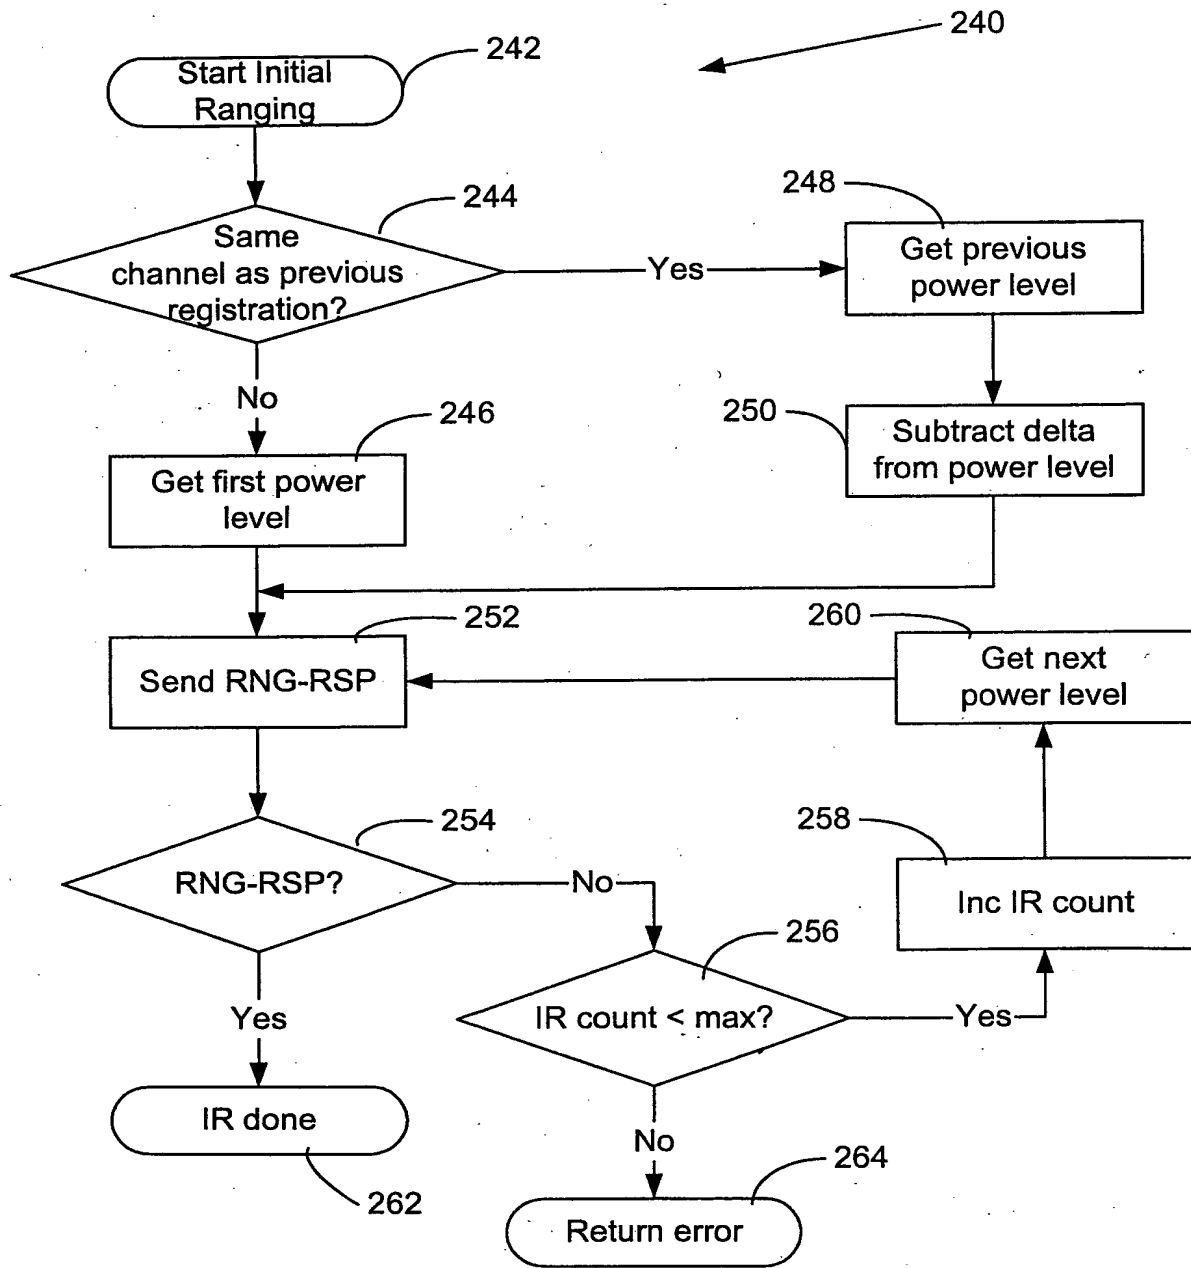 240
242
Start Initial
Ranging
244
Same
channel as previous
registration?
Yes
248
Get previous
power level
No
246
Get first power
level
250
Subtract delta
from power level
252
Send RNG-RSP
260
Get next
power level
254
RNG-RSP?
No
258
Inc IR count
256
IR count < max?
Yes
Yes
IR done
262
No
264
Return error